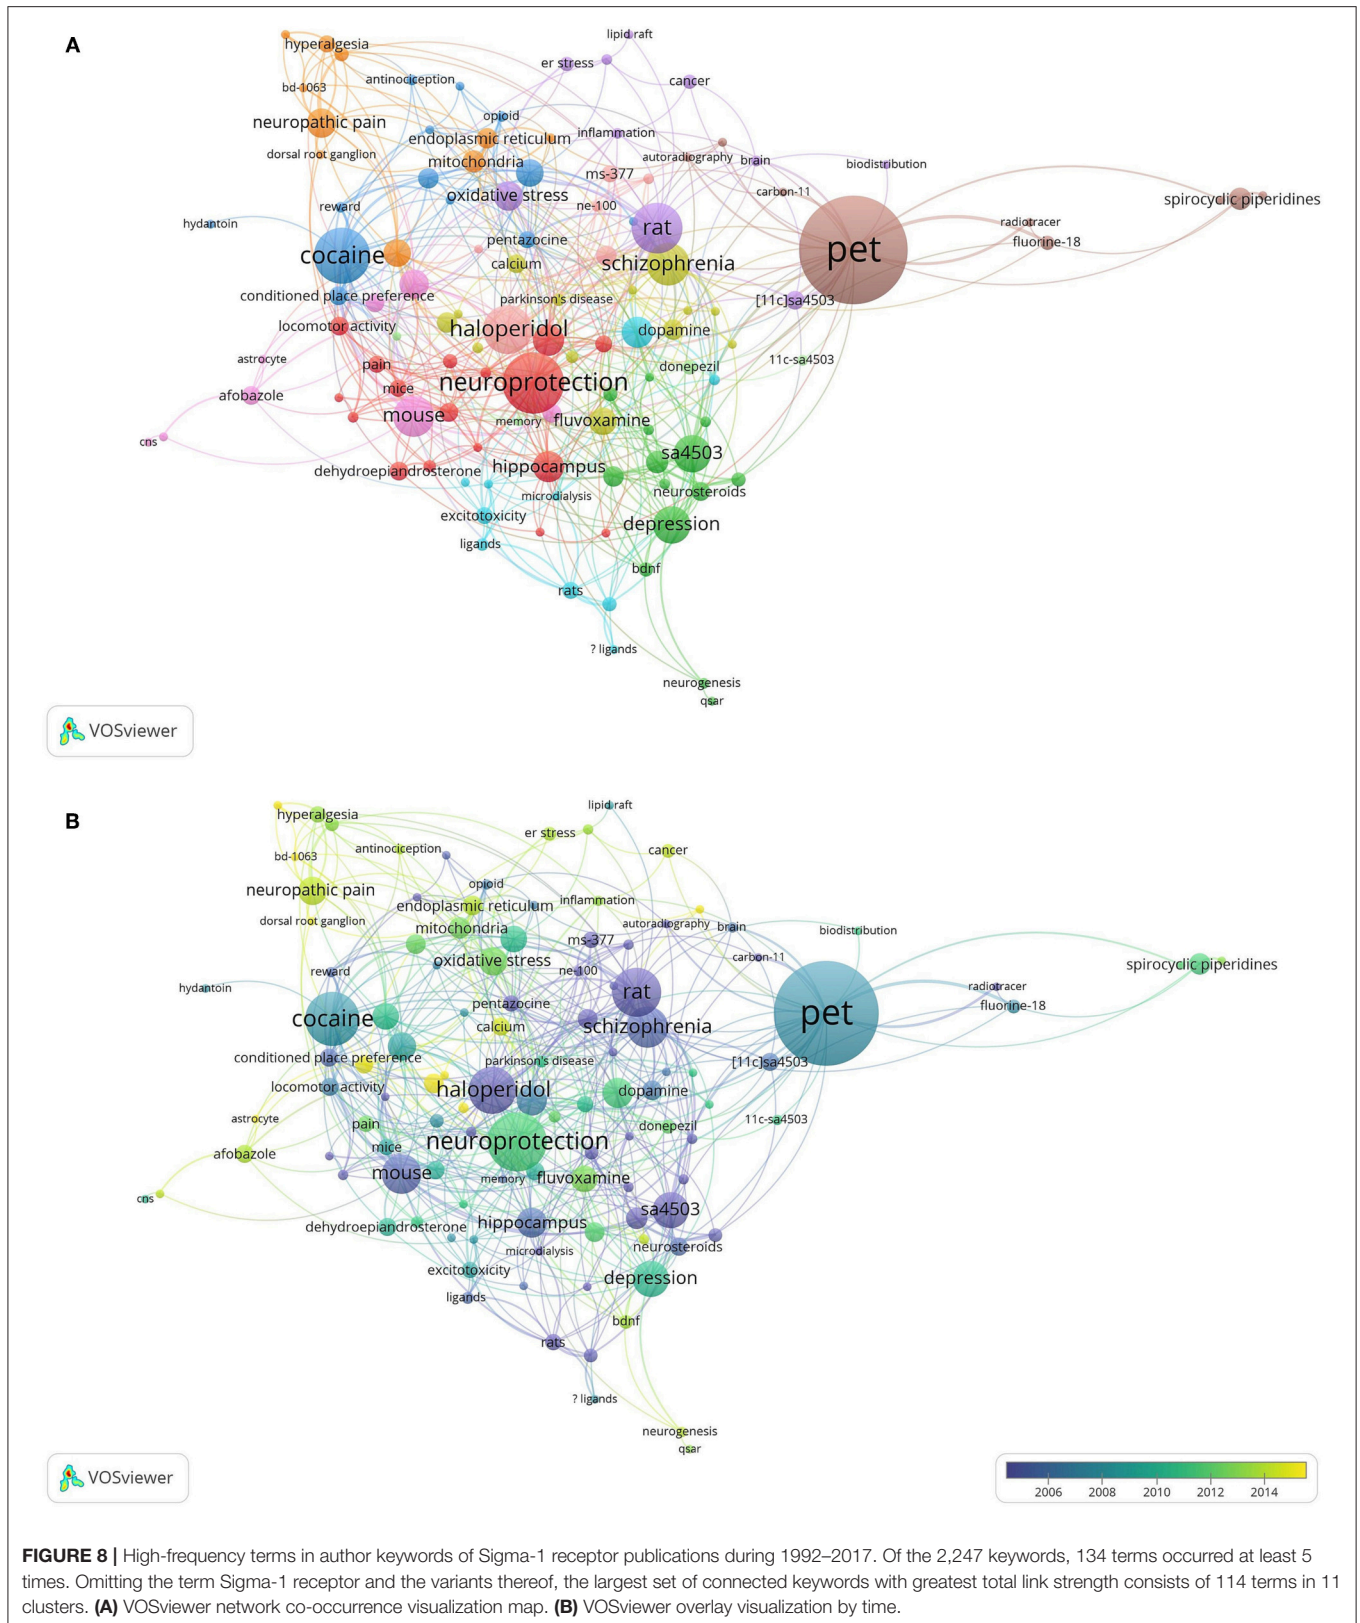 A
lipid raft
hyperalgesia
er stress
antinociception
cancer
bd-1063
opioid
neuropathic pain
inflammation
endoplasmic reticulum
dorsal root ganglion
mitochondria
autoradiography
brain
biodistribution
ms-377
oxidative stress
carbon-11
spirocyclic piperidines
reward
ne-100
hydantoin
rat
radiotracer
pentazocine
fluorine-18
cocaine
pet
calcium
schizophrenia
conditioned place preference
parkinson's disease
[11c]sa4503
locomotor activity
haloperidol
dopamine
astrocyte
pain
donepezil
11c-sa4503
neuroprotection
mice
afobazole
mouse
memory
fluvoxamine
cns
sa4503
dehydroepiandrosterone
hippocampus
neurosteroids
microdialysis
excitotoxicity
depression
ligands
bdnf
rats
? ligands
neurogenesis
qsar
VOSviewer
B
lipid raft
hyperalgesia
er stress
antinociception
cancer
bd-1063
opioid
neuropathic pain
inflammation
endoplasmic reticulum
dorsal root ganglion
mitochondria
autoradiography
brain
biodistribution
ms-377
oxidative stress
carbon-11
spirocyclic piperidines
reward
ne-100
hydantoin
rat
radiotracer
pentazocine
fluorine-18
cocaine
pet
calcium
schizophrenia
conditioned place preference
parkinson's disease
[11c]sa4503
locomotor activity
haloperidol
dopamine
astrocyte
pain
donepezil
11c-sa4503
neuroprotection
mice
afobazole
mouse
memory
fluvoxamine
cns
sa4503
dehydroepiandrosterone
hippocampus
neurosteroids
microdialysis
excitotoxicity
depression
ligands
bdnf
rats
? ligands
neurogenesis
qsar
VOSviewer
2006 2008 2010 2012 2014
FIGURE 8 | High-frequency terms in author keywords of Sigma-1 receptor publications during 1992–2017. Of the 2,247 keywords, 134 terms occurred at least 5
times. Omitting the term Sigma-1 receptor and the variants thereof, the largest set of connected keywords with greatest total link strength consists of 114 terms in 11
clusters. (A) VOSviewer network co-occurrence visualization map. (B) VOSviewer overlay visualization by time.